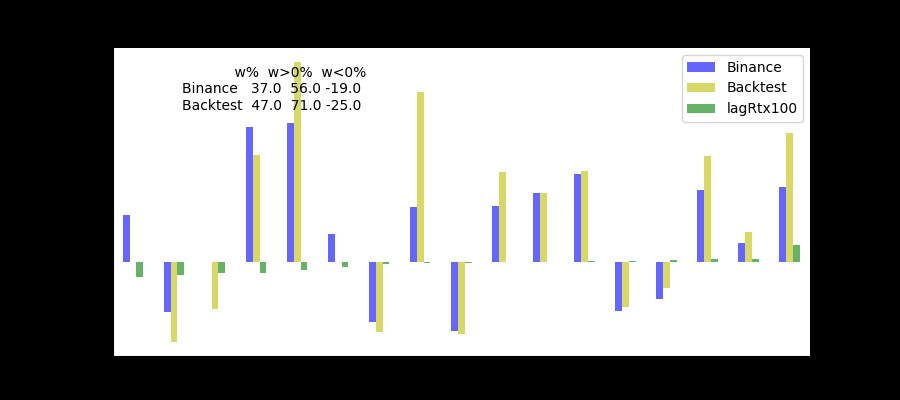 w% w>0% w<0%
Binance 37.0 56.0 -19.0
Backtest 47.0 71.0 -25.0
Binance
Backtest
lagRtx100